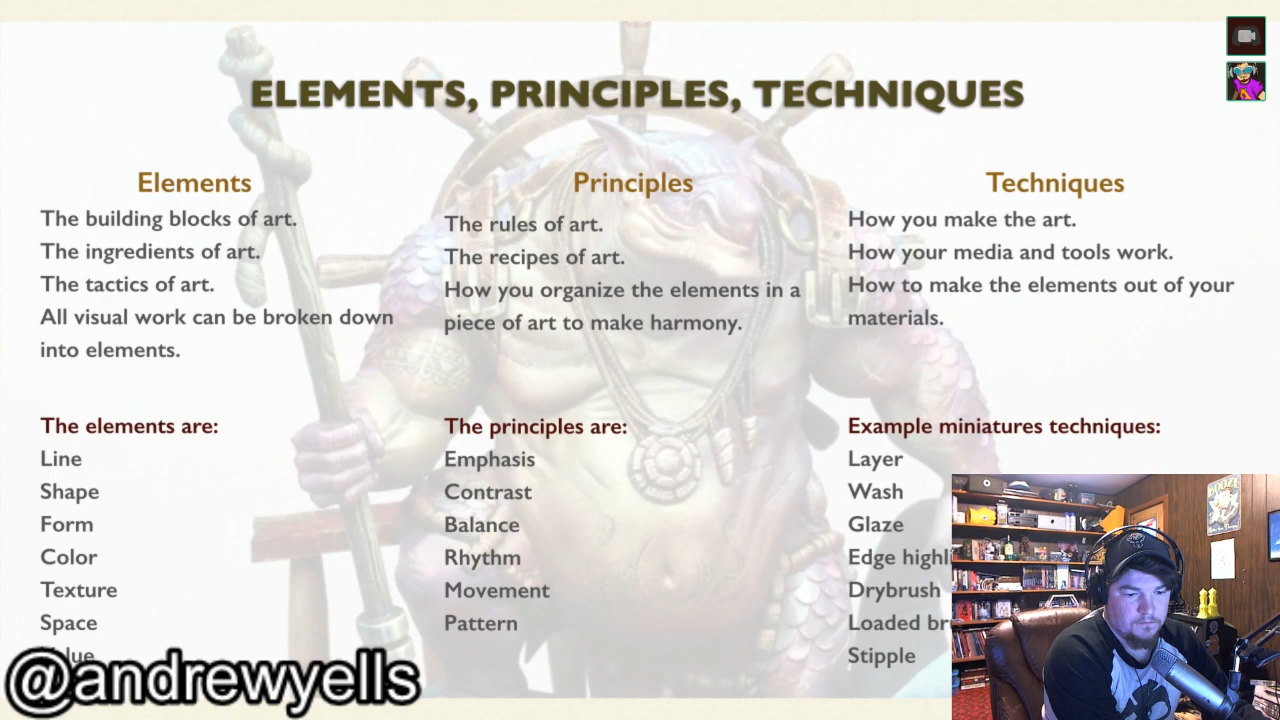 ELEMENTS, PRINCIPLES, TECHNIQUES
Elements
The building blocks of art.
The ingredients of art.
The tactics of art.
All visual work can be broken down
into elements.
The elements are:
Line
Shape
Form
Color
Texture
Space
Principles
The rules of art.
The recipes of art.
How you organize the elements in a
piece of art to make harmony.
The principles are:
Emphasis
Contrast
Balance
Rhythm
Movement
Pattern
Techniques
How you make the art.
How your media and tools work.
How to make the elements out of your
materials.
Example miniatures techniques:
Layer
Wash
Glaze
Edge
Drybrush
Loaded
Stipple
@andrewyells